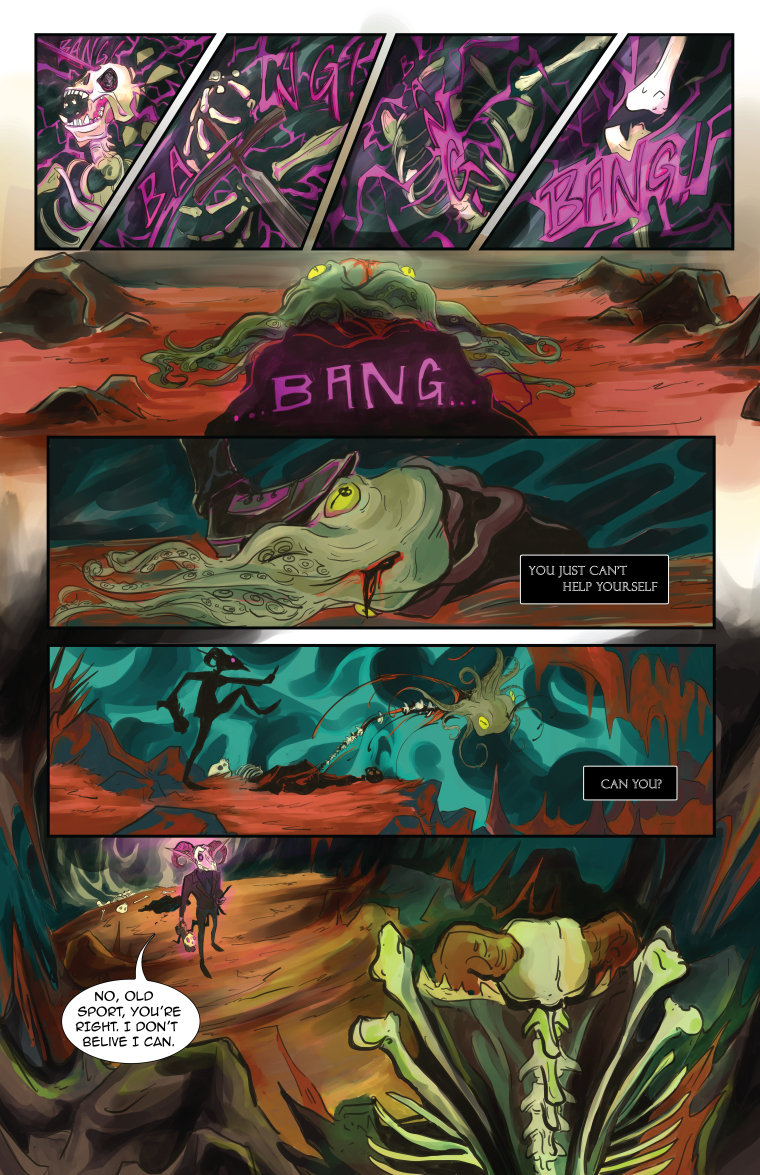 BANG!
BANG!
BANG
BANG!!
...BANG...
YOU JUST CAN'T
HELP YOURSELF
CAN YOU?
NO, OLD
SPORT, YOU'RE
RIGHT. I DON'T
BELIVE I CAN.